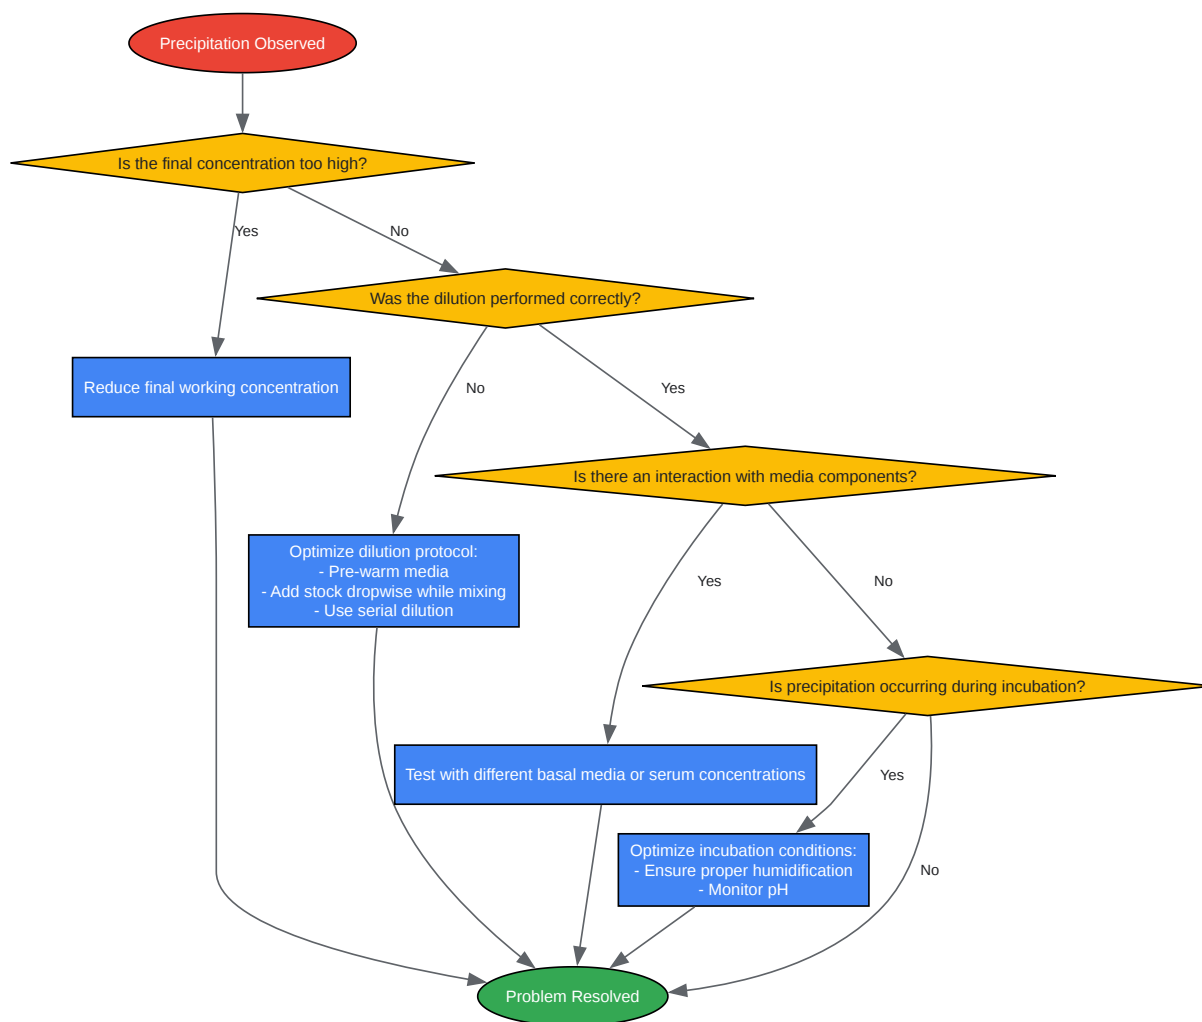 Precipitation Observed
Is the final concentration too high?
Yes
No
Was the dilution performed correctly?
Reduce final working concentration
No
Yes
Is there an interaction with media components?
Optimize dilution protocol:
- Pre-warm media
- Add stock dropwise while mixing
- Use serial dilution
Yes
No
Is precipitation occurring during incubation?
Test with different basal media or serum concentrations
Yes
Optimize incubation conditions:
- Ensure proper humidification
- Monitor pH
No
Problem Resolved